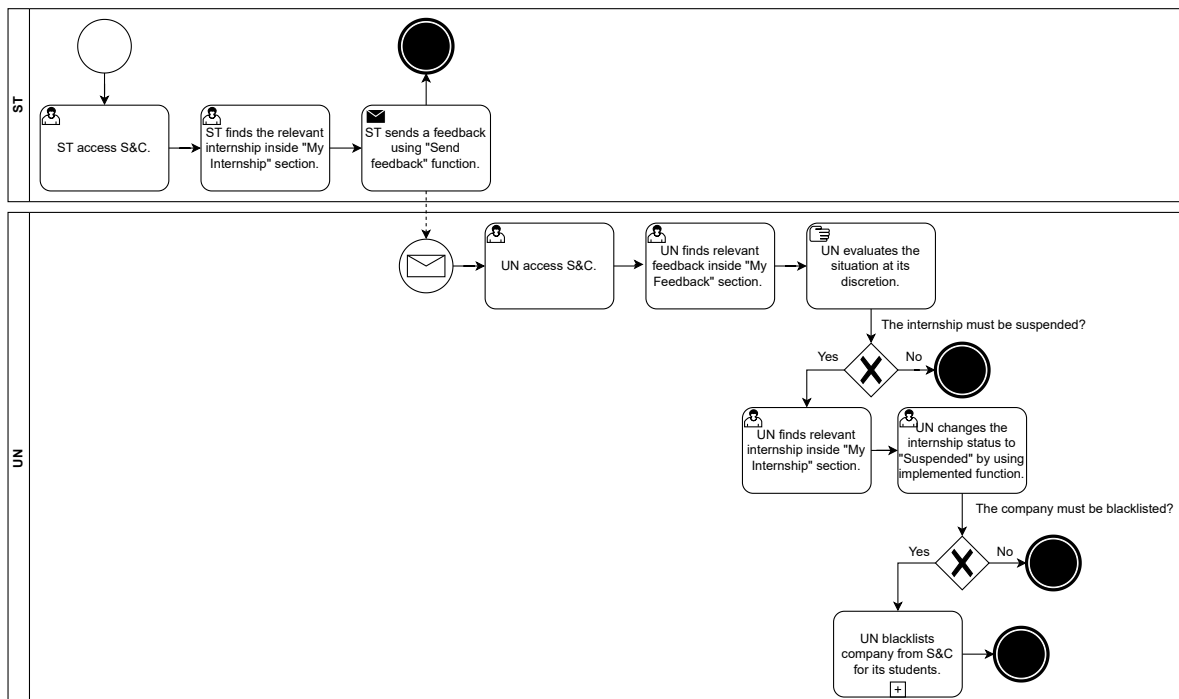 ST
ST access S&C.
ST finds the relevant
internship inside "My
Internship" section.
ST sends a feedback
using "Send
feedback" function.
UN
UN access S&C.
UN finds relevant
feedback inside "My
Feedback" section.
UN evaluates the
situation at its
discretion.
The internship must be suspended?
Yes
No
UN finds relevant
internship inside "My
Internship" section.
UN changes the
internship status to
"Suspended" by using
implemented function.
The company must be blacklisted?
Yes
No
UN blacklists
company from S&C
for its students.